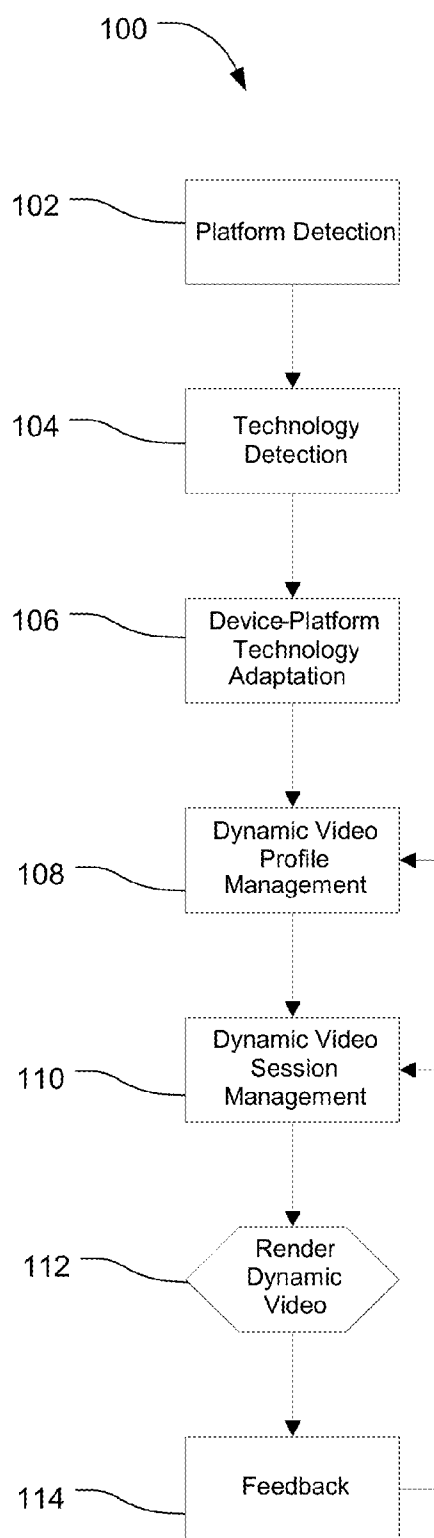 100
102
Platform Detection
104
Technology
Detection
106
Device-Platform
Technology
Adaptation
108
Dynamic Video
Profile
Management
110
Dynamic Video
Session
Management
112
Render
Dynamic
Video
114
Feedback